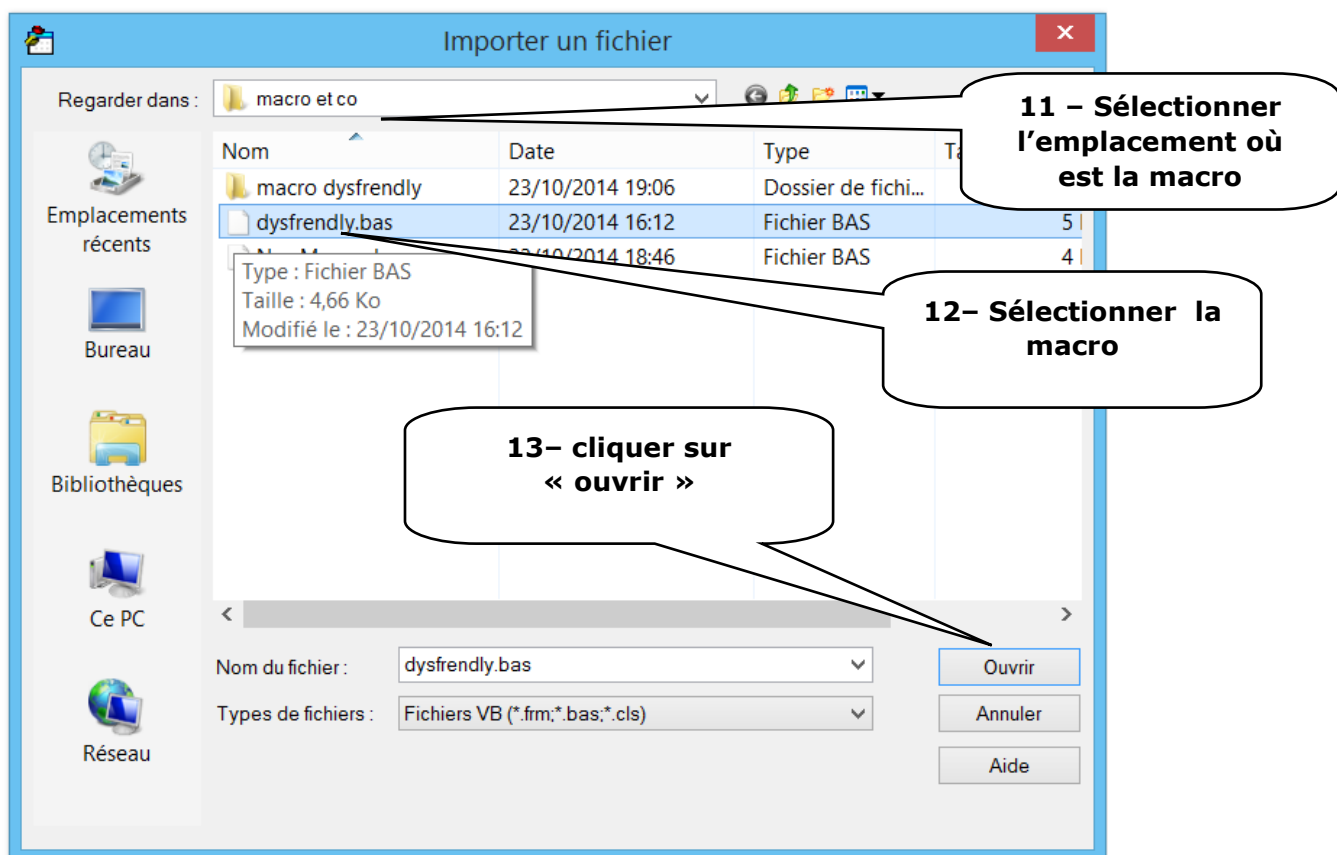 Importer un fichier
Regarder dans :
macro et co
11 – Sélectionner
l'emplacement où
est la macro
Nom Date Type
macro dysfrendly 23/10/2014 19:06 Dossier de fichi...
dysfrendly.bas 23/10/2014 16:12 Fichier BAS 5
18:46 Fichier BAS 4
Type : Fichier BAS
Taille : 4,66 Ko
Modifié le : 23/10/2014 16:12
12– Sélectionner la
macro
13– cliquer sur
« ouvrir »
Emplacements
récents
Bureau
Bibliothèques
Ce PC
Réseau
Nom du fichier :
dysfrendly.bas
Ouvrir
Types de fichiers :
Fichiers VB (*.frm;*.bas;*.cls)
Annuler
Aide